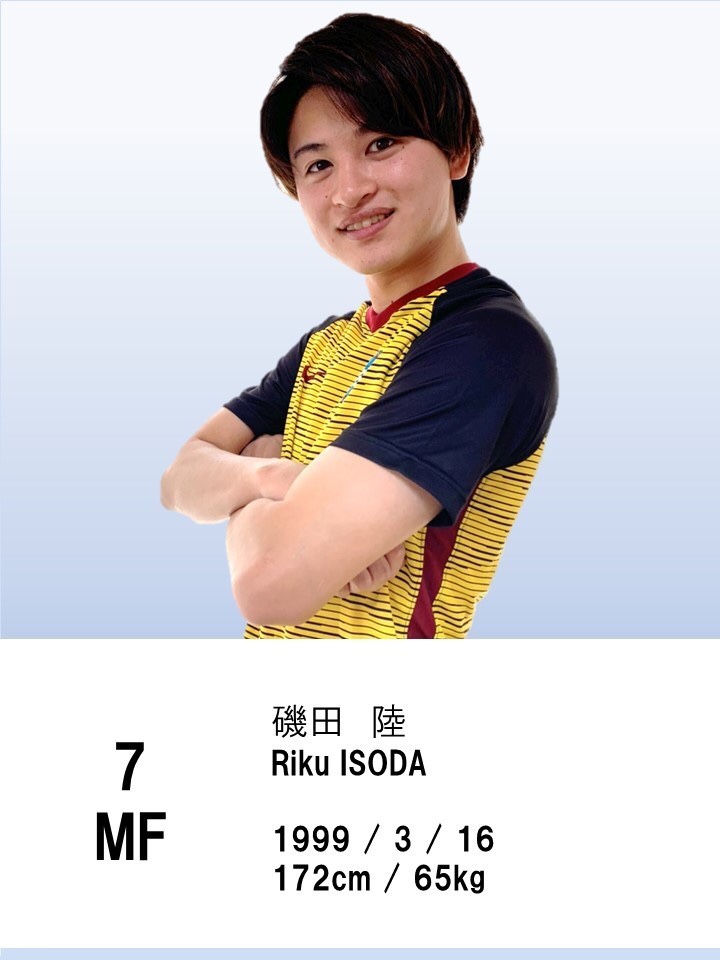 7
MF
磯田　陸
Riku ISODA
1999 / 3 / 16
172cm / 65kg